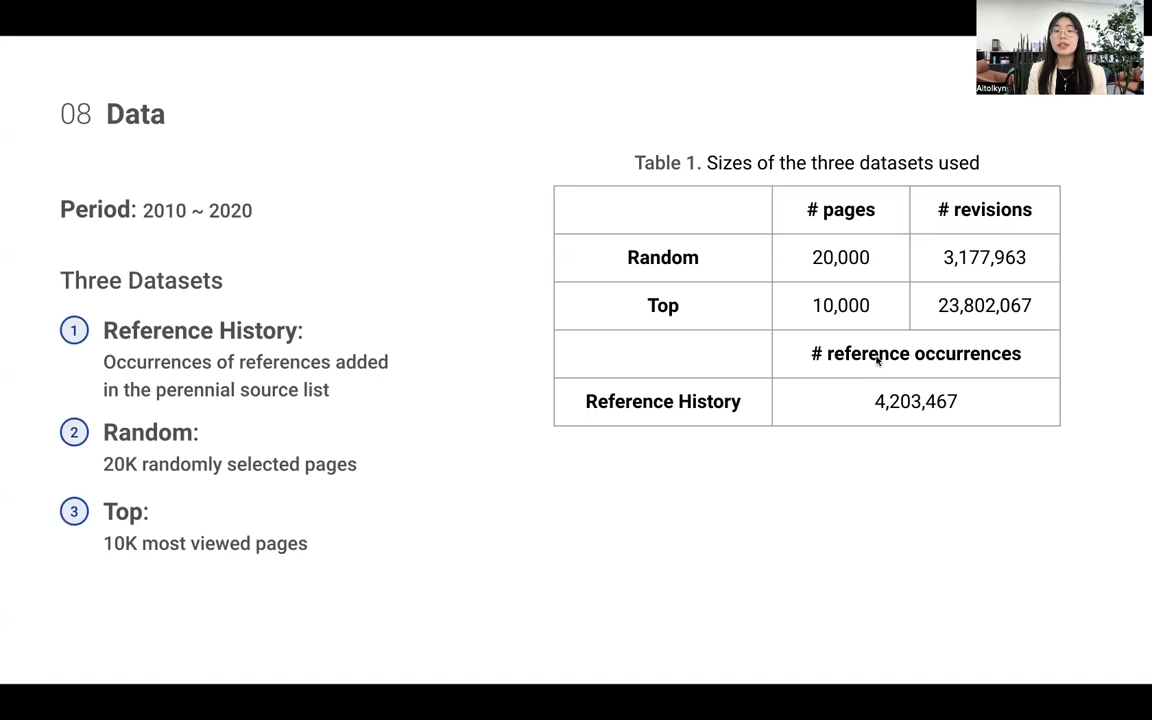 08 Data
Period: 2010 ~ 2020
Three Datasets
1 Reference History:
Occurrences of references added
in the perennial source list
2 Random:
20K randomly selected pages
3 Top:
10K most viewed pages
Table 1. Sizes of the three datasets used
# pages # revisions
Random 20,000 3,177,963
Top 10,000 23,802,067
# reference occurrences
Reference History 4,203,467
Aitolkyn